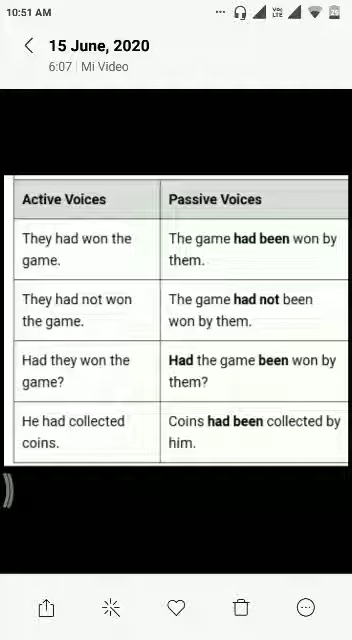 10:51 AM
15 June, 2020
6:07 | Mi Video
Active Voices
Passive Voices
They had won the
game.
The game had been won by
them.
They had not won
the game.
The game had not been
won by them.
Had they won the
game?
Had the game been won by
them?
He had collected
coins.
Coins had been collected by
him.